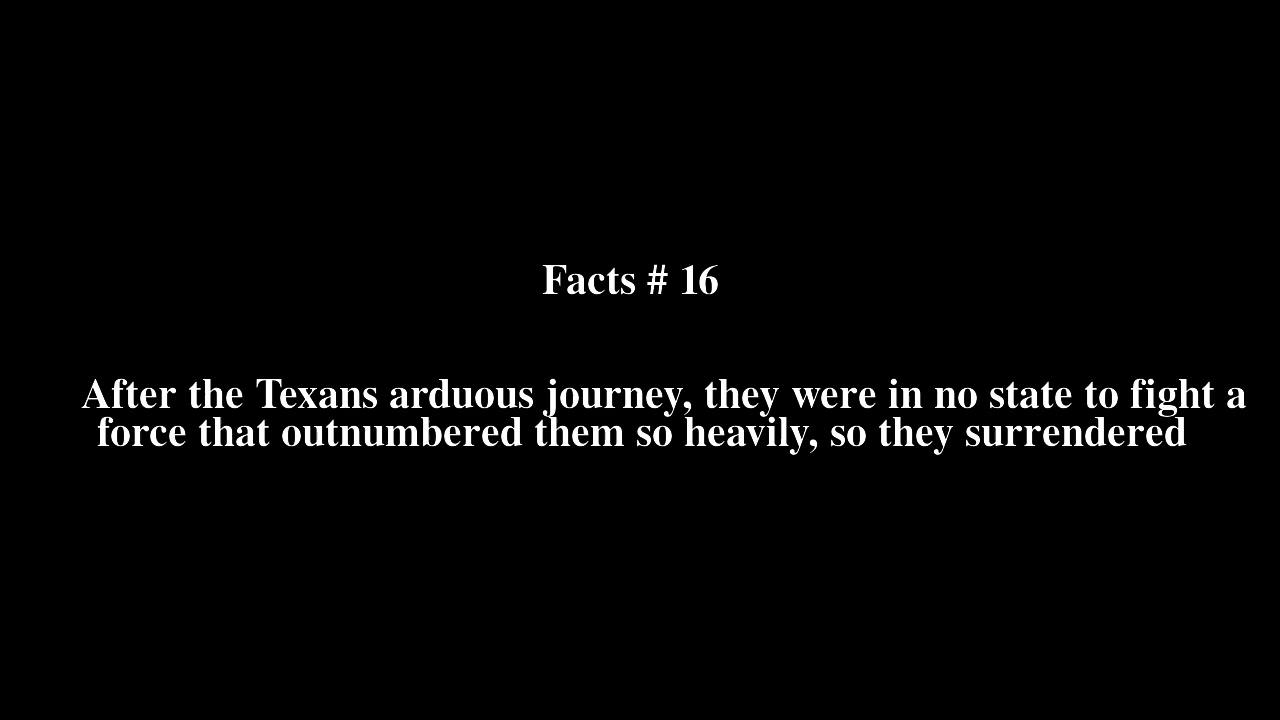 Facts # 16
After the Texans arduous journey, they were in no state to fight a
force that outnumbered them so heavily, so they surrendered